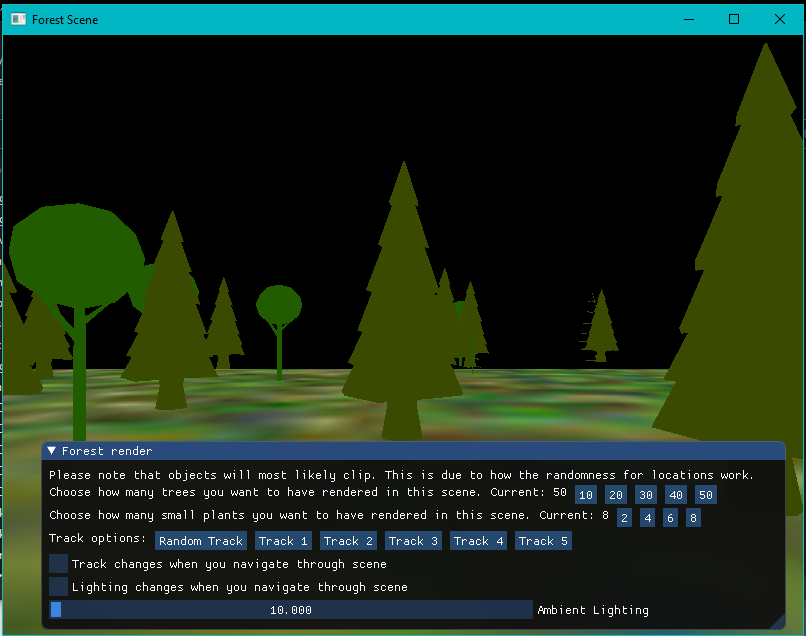 Forest Scene
▼ Forest render
Please note that objects will most likely clip. This is due to how the randomness for locations work.
Choose how many trees you want to have rendered in this scene. Current: 50 10 20 30 40 50
Choose how many small plants you want to have rendered in this scene. Current: 8 2 4 6 8
Track options: Random Track Track 1 Track 2 Track 3 Track 4 Track 5
Track changes when you navigate through scene
Lighting changes when you navigate through scene
10.000 Ambient Lighting